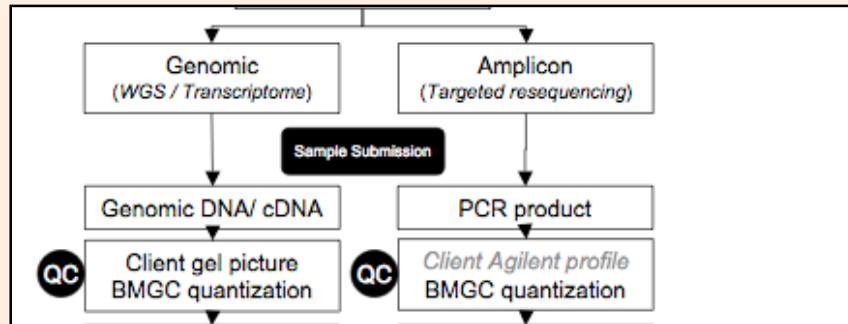 Genomic
(WGS / Transcriptome)
Amplicon
(Targeted resequencing)
Sample Submission
Genomic DNA/ cDNA
PCR product
QC
Client gel picture
BMGC quantization
QC
Client Agilent profile
BMGC quantization